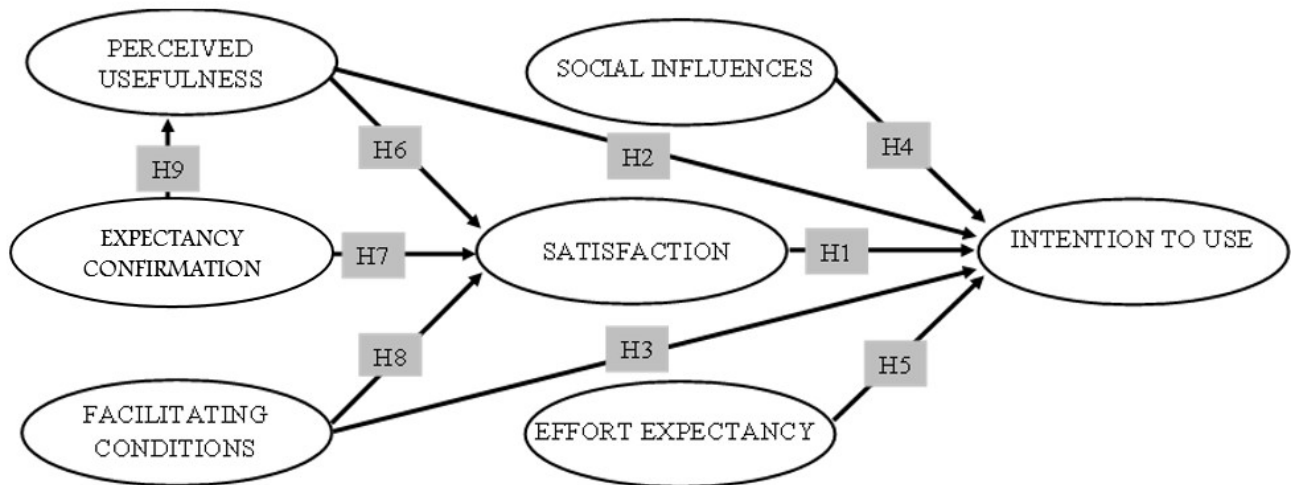 PERCEIVED
USEFULNESS
SOCIAL INFLUENCES
H6
H2
H4
H9
EXPECTANCY
CONFIRMATION
H7
SATISFACTION
H1
INTENTION TO USE
H8
H3
H5
FACILITATING
CONDITIONS
EFFORT EXPECTANCY